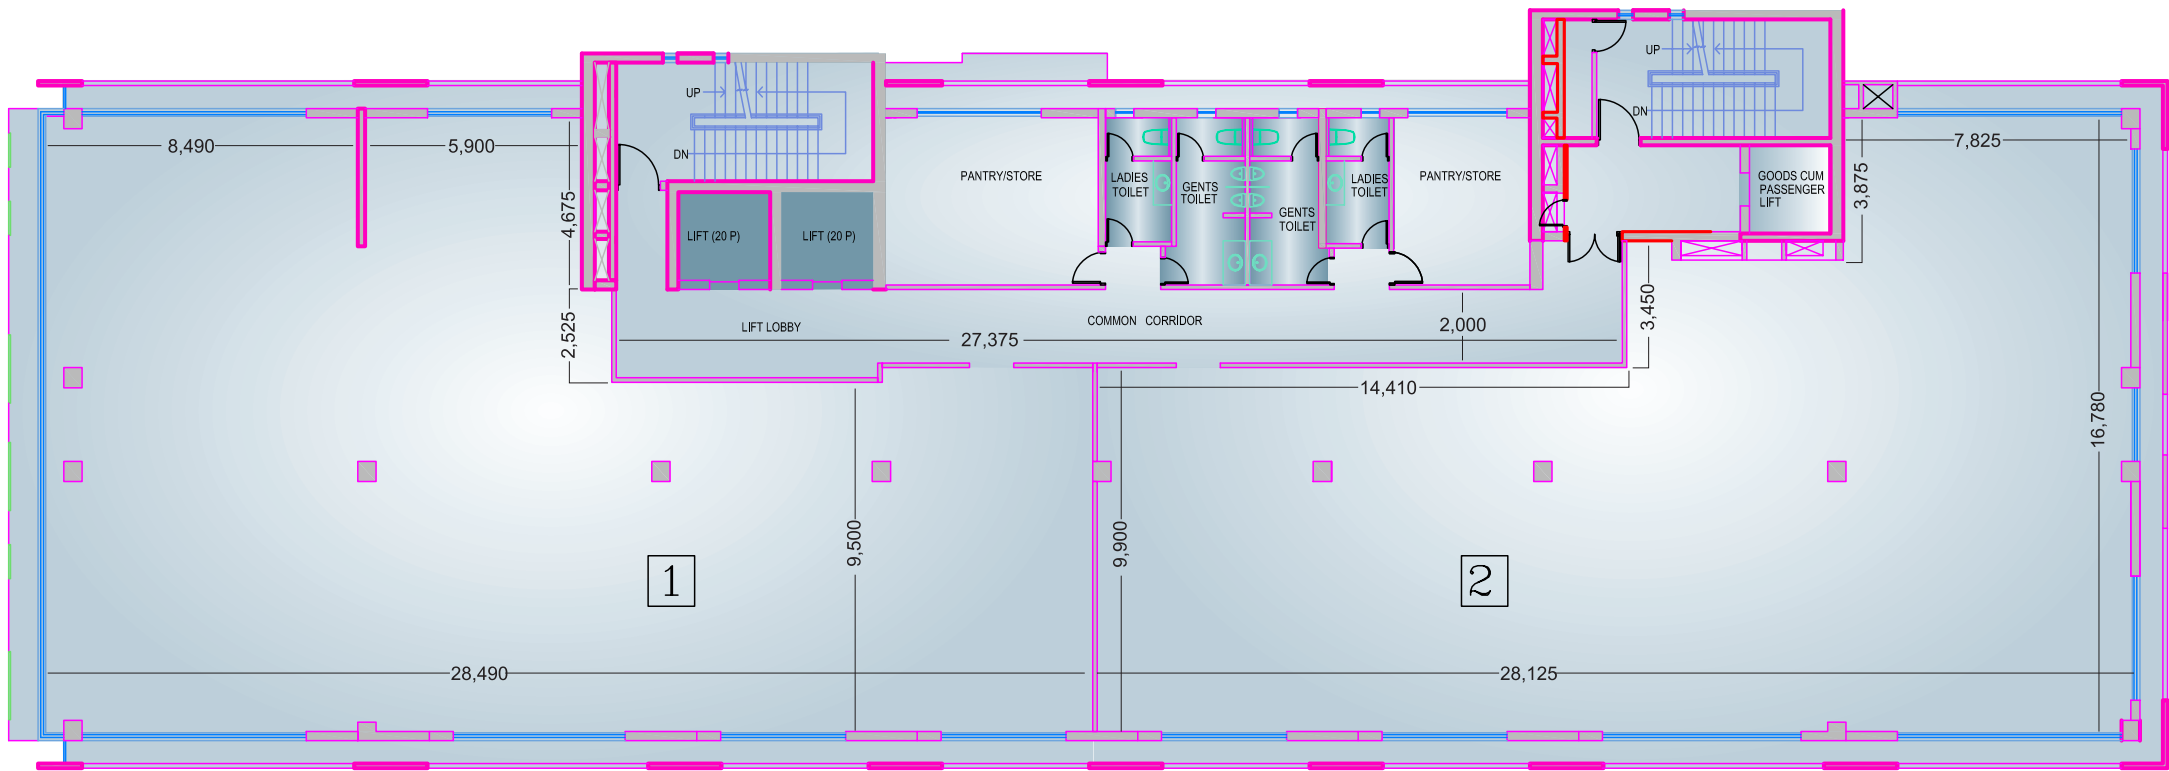 UP
UP
DN
DN
8,490
5,900
7,825
PANTRY/STORE
LADIES
TOILET
GENTS
TOILET
GENTS
TOILET
LADIES
TOILET
PANTRY/STORE
GOODS CUM
PASSENGER
LIFT
3,875
4,675
LIFT (20 P)
LIFT (20 P)
2,525
LIFT LOBBY
COMMON CORRIDOR
27,375
2,000
3,450
14,410
16,780
9,500
9,900
1
2
28,490
28,125